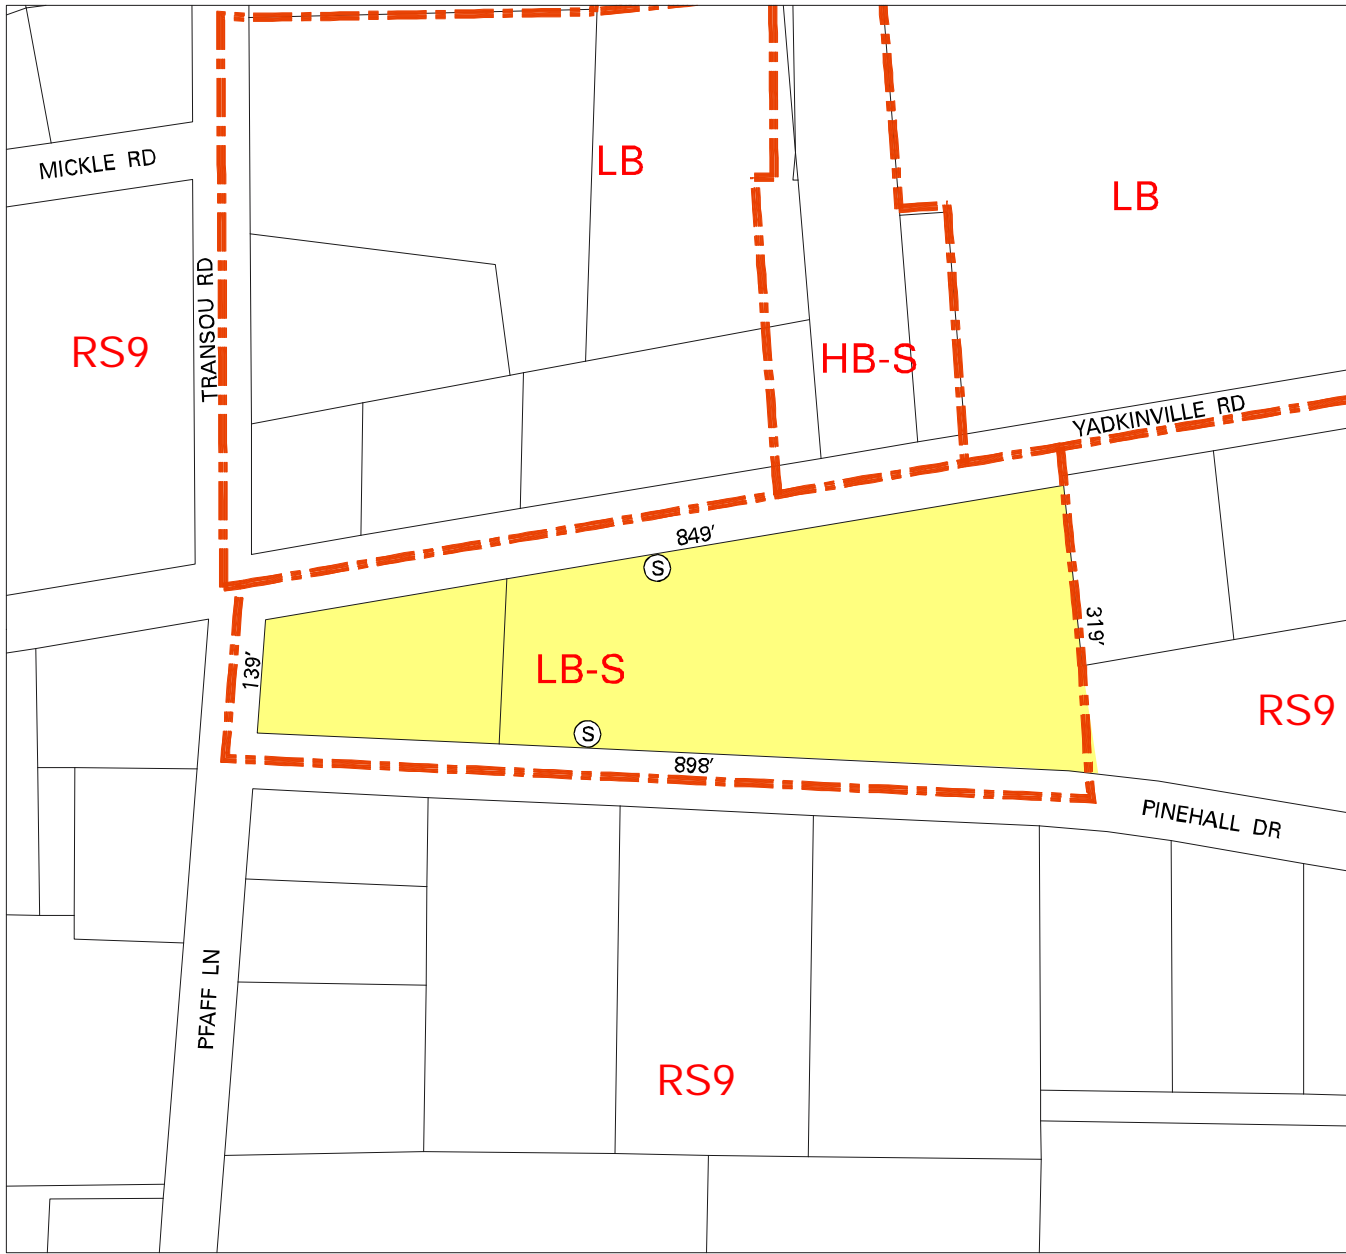 MICKLE RD
LB
LB
TRANSOU RD
RS9
HB-S
YADKINVILLE RD
849'
S
319'
139'
LB-S
RS9
S
898'
PINEHALL DR
PFAFF LN
RS9